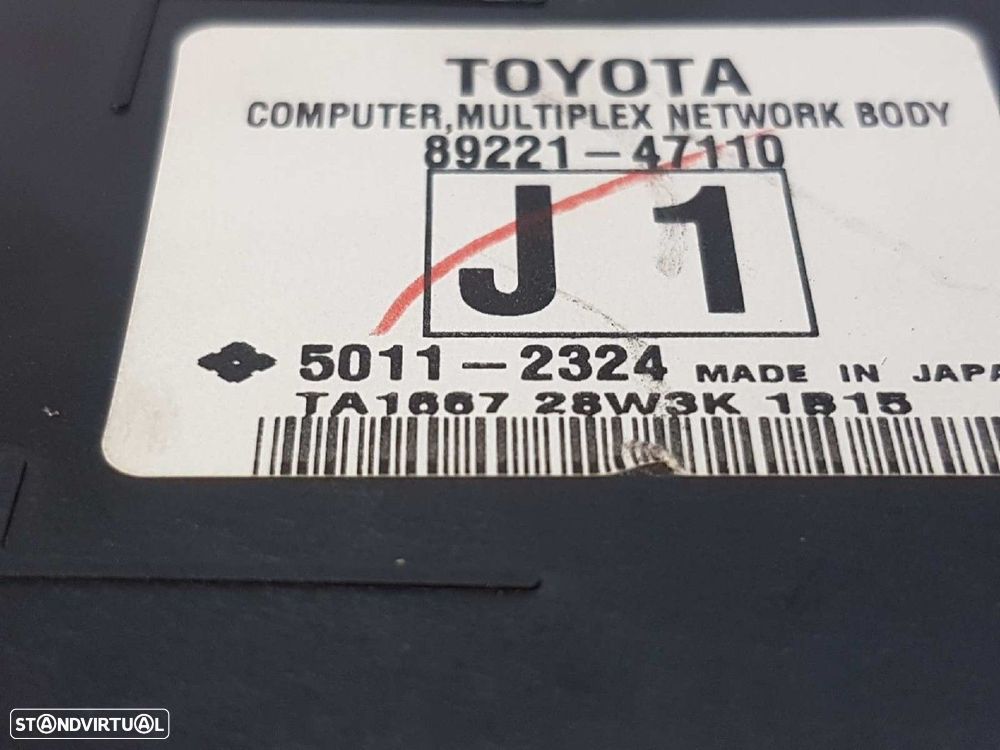 TOYOTA
COMPUTER, MULTIPLEX NETWORK BODY
89221-47110
J 1
5011-2324 MADE IN JAPA
TA1667 28W3K 1B15
STANDVIRTUAL